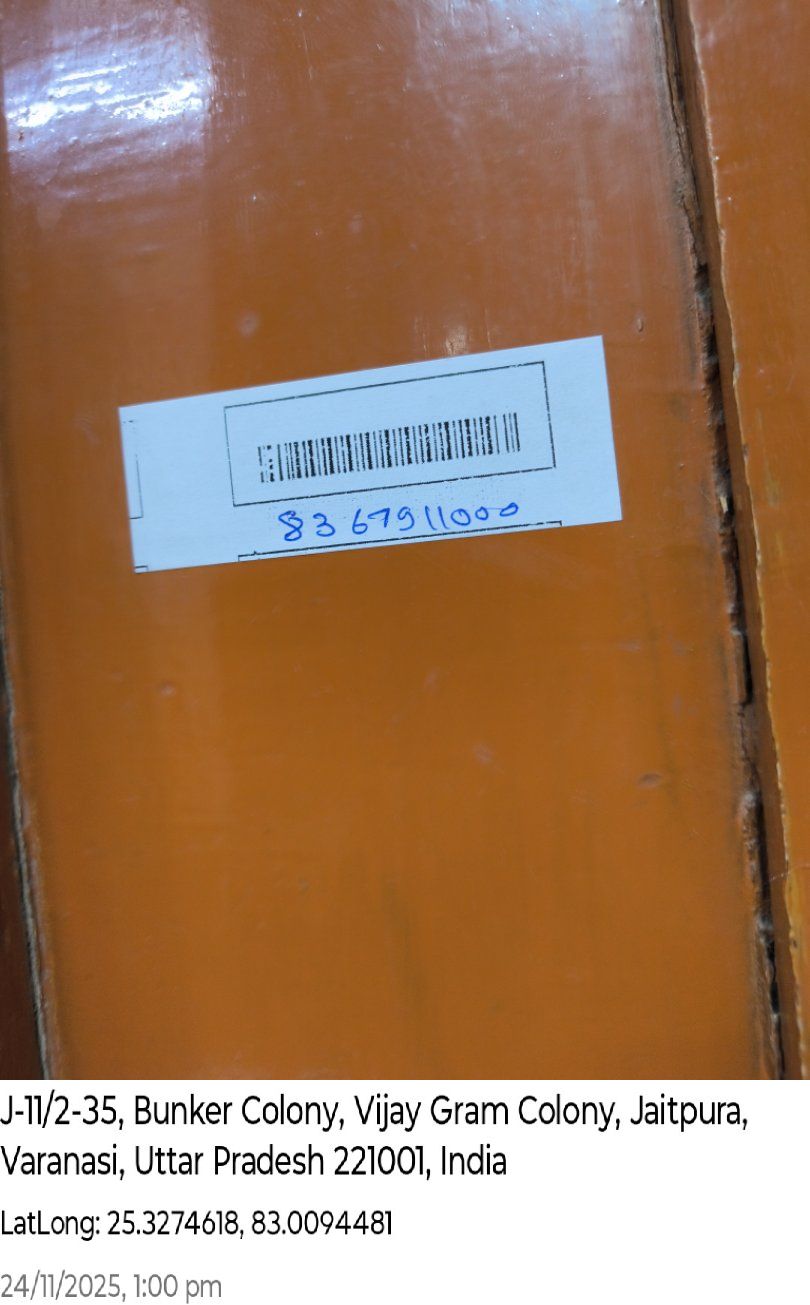 8367911000
J-11/2-35, Bunker Colony, Vijay Gram Colony, Jaitpura,
Varanasi, Uttar Pradesh 221001, India
LatLong: 25.3274618, 83.0094481
24/11/2025, 1:00 pm